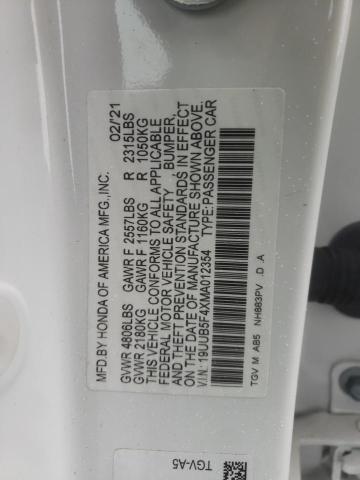 MFD. BY HONDA OF AMERICA MFG.,INC. 02/'21
GVWR 4806LBS GAWR F 2557LBS R 2315LBS
GVWR 2180KG GAWR F 1160KG R 1050KG
THIS VEHICLE CONFORMS TO ALL APPLICABLE
FEDERAL MOTOR VEHICLE SAFETY , BUMPER,
AND THEFT PREVENTION STANDARDS IN EFFECT
ON THE DATE OF MANUFACTURE SHOWN ABOVE.
V.I.N.: 19UUB5F4XMA012354 TYPE:PASSENGER CAR
TGV M AB5 NH883PV D A
TGV-A5